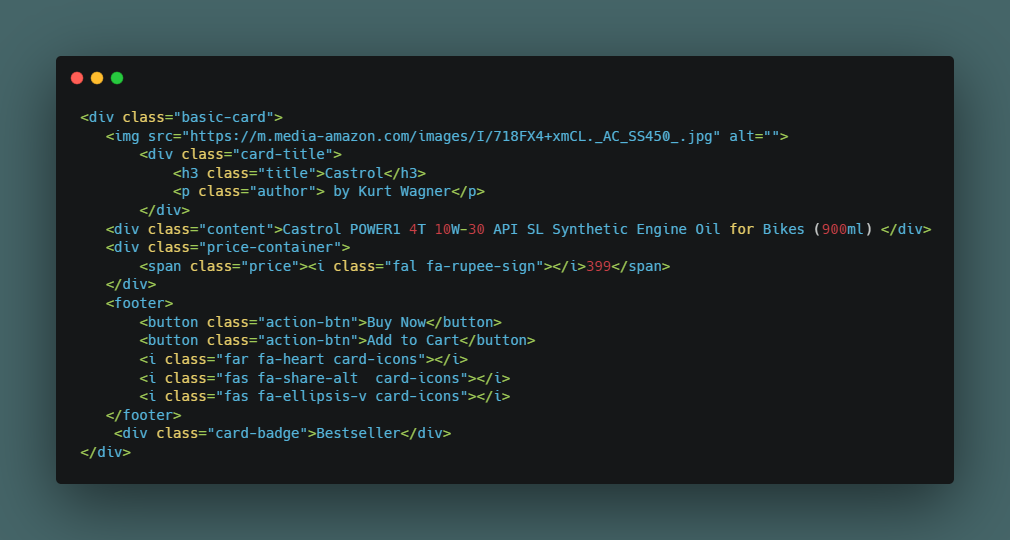 <div class="basic-card">
   <img src="https://m.media-amazon.com/images/I/718FX4+xmCL._AC_SS450_.jpg" alt="">
       <div class="card-title">
           <h3 class="title">Castrol</h3>
           <p class="author"> by Kurt Wagner</p>
       </div>
   <div class="content">Castrol POWER1 4T 10W-30 API SL Synthetic Engine Oil for Bikes (900ml) </div>
   <div class="price-container">
       <span class="price"><i class="fal fa-rupee-sign"></i>399</span>
   </div>
   <footer>
       <button class="action-btn">Buy Now</button>
       <button class="action-btn">Add to Cart</button>
       <i class="far fa-heart card-icons"></i>
       <i class="fas fa-share-alt  card-icons"></i>
       <i class="fas fa-ellipsis-v card-icons"></i>
   </footer>
    <div class="card-badge">Bestseller</div>
</div>